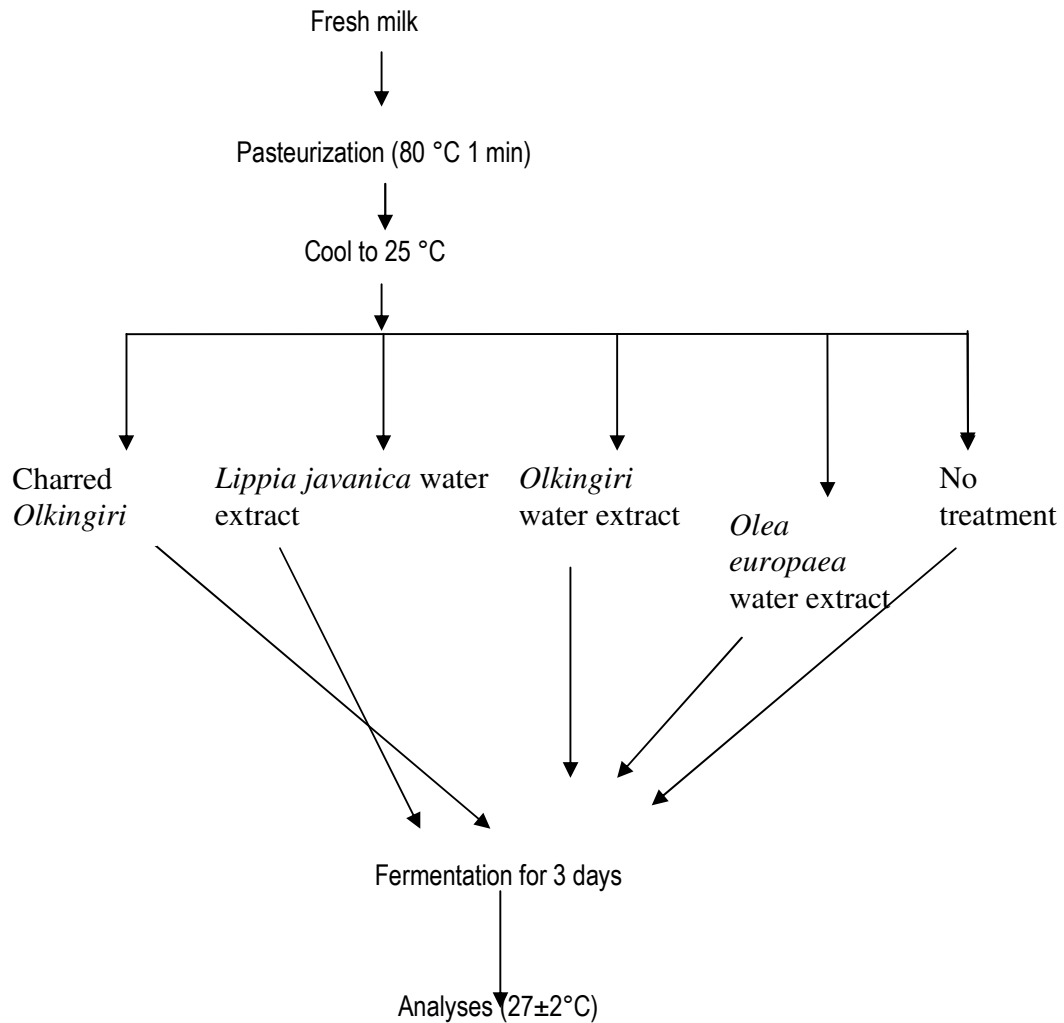 Fresh milk
Pasteurization (80 °C 1 min)
Cool to 25 °C
Charred
Olkingiri
Lippia javanica water
extract
Olkingiri
water extract
Olea
europaea
water extract
No
treatment
Fermentation for 3 days
Analyses (27±2°C)